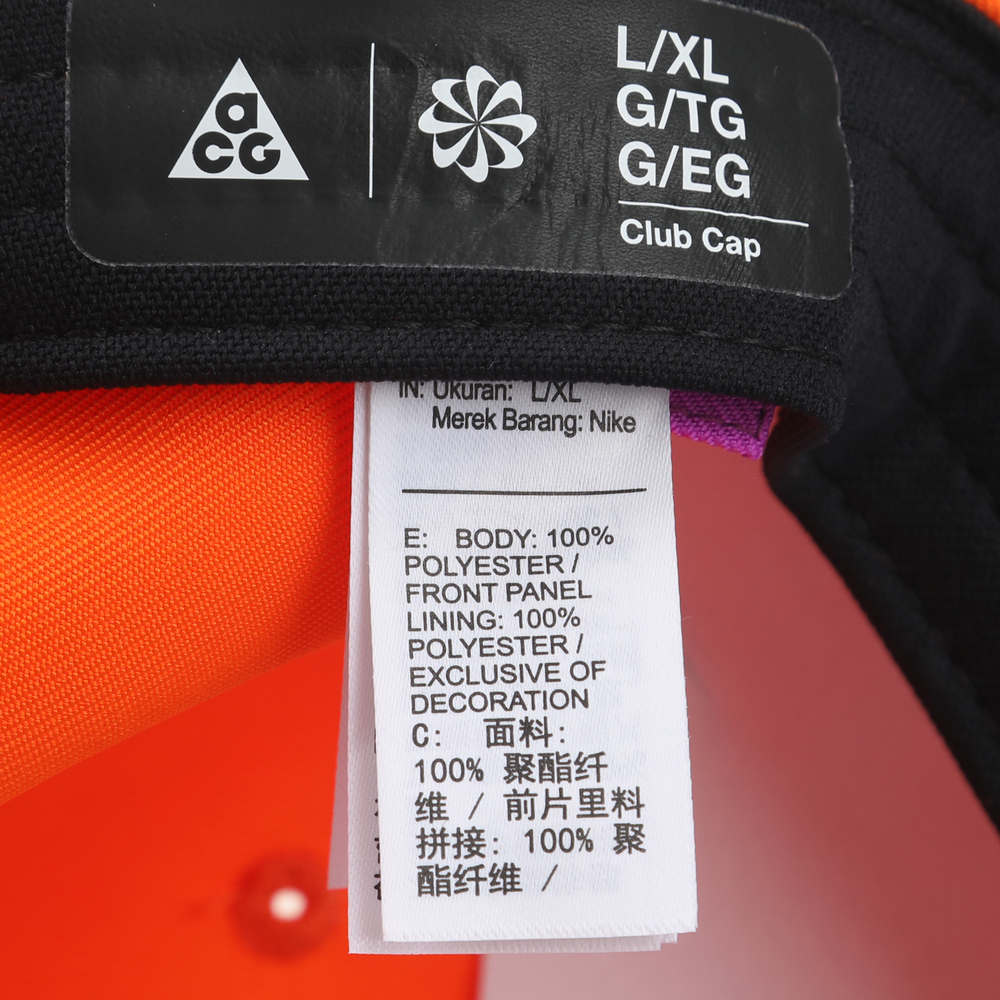 a
CG
L/XL
G/TG
G/EG
Club Cap
IN: Ukuran: L/XL
Merek Barang: Nike
E: BODY: 100%
POLYESTER /
FRONT PANEL
LINING: 100%
POLYESTER /
EXCLUSIVE OF
DECORATION
C: 面料:
100% 聚酯纤
维 / 前片里料
拼接: 100% 聚
酯纤维 /